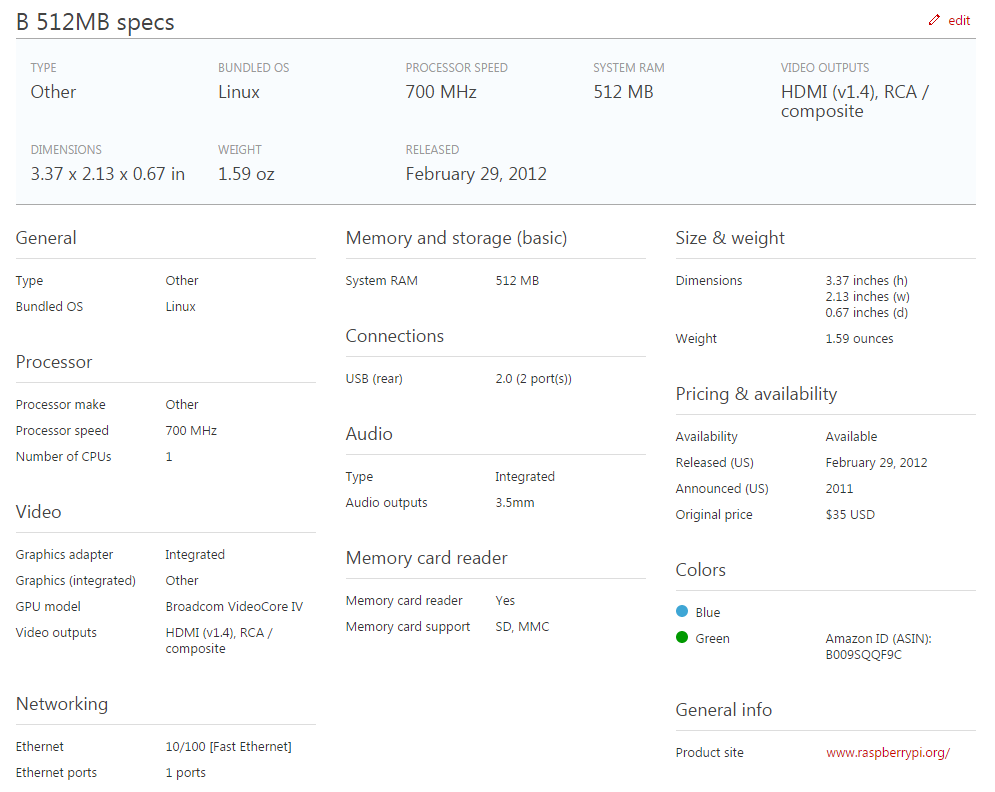 B 512MB specs
edit
TYPE
Other
BUNDLED OS
Linux
PROCESSOR SPEED
700 MHz
SYSTEM RAM
512 MB
VIDEO OUTPUTS
HDMI (v1.4), RCA /
composite
DIMENSIONS
3.37 x 2.13 x 0.67 in
WEIGHT
1.59 oz
RELEASED
February 29, 2012
General
Type Other
Bundled OS Linux
Processor
Processor make Other
Processor speed 700 MHz
Number of CPUs 1
Video
Graphics adapter Integrated
Graphics (integrated) Other
GPU model Broadcom VideoCore IV
Video outputs HDMI (v1.4), RCA /
composite
Networking
Ethernet 10/100 [Fast Ethernet]
Ethernet ports 1 ports
Memory and storage (basic)
System RAM 512 MB
Connections
USB (rear) 2.0 (2 port(s))
Audio
Type Integrated
Audio outputs 3.5mm
Memory card reader
Memory card reader Yes
Memory card support SD, MMC
Size & weight
Dimensions 3.37 inches (h)
2.13 inches (w)
0.67 inches (d)
Weight 1.59 ounces
Pricing & availability
Availability Available
Released (US) February 29, 2012
Announced (US) 2011
Original price $35 USD
Colors
Blue
Green Amazon ID (ASIN):
B009SQQF9C
General info
Product site www.raspberrypi.org/